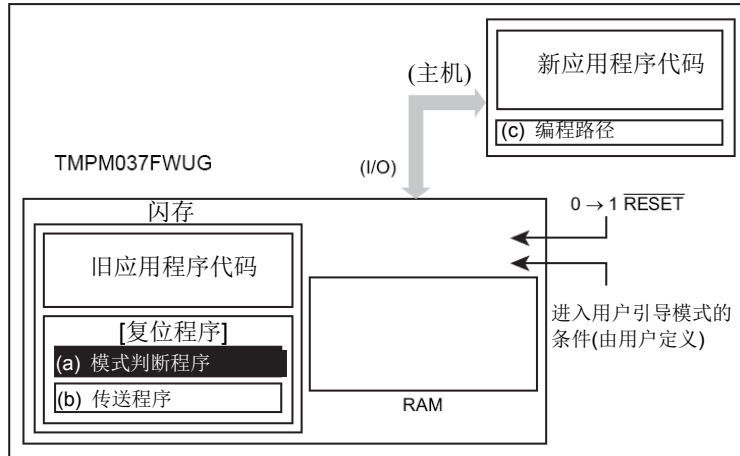 新应用程序代码
(主机)
(c) 编程路径
TMPM037FWUG
(I/O)
0 → 1 RESET
闪存
旧应用程序代码
进入用户引导模式的
条件(由用户定义)
[复位程序]
(a) 模式判断程序
(b) 传送程序
RAM